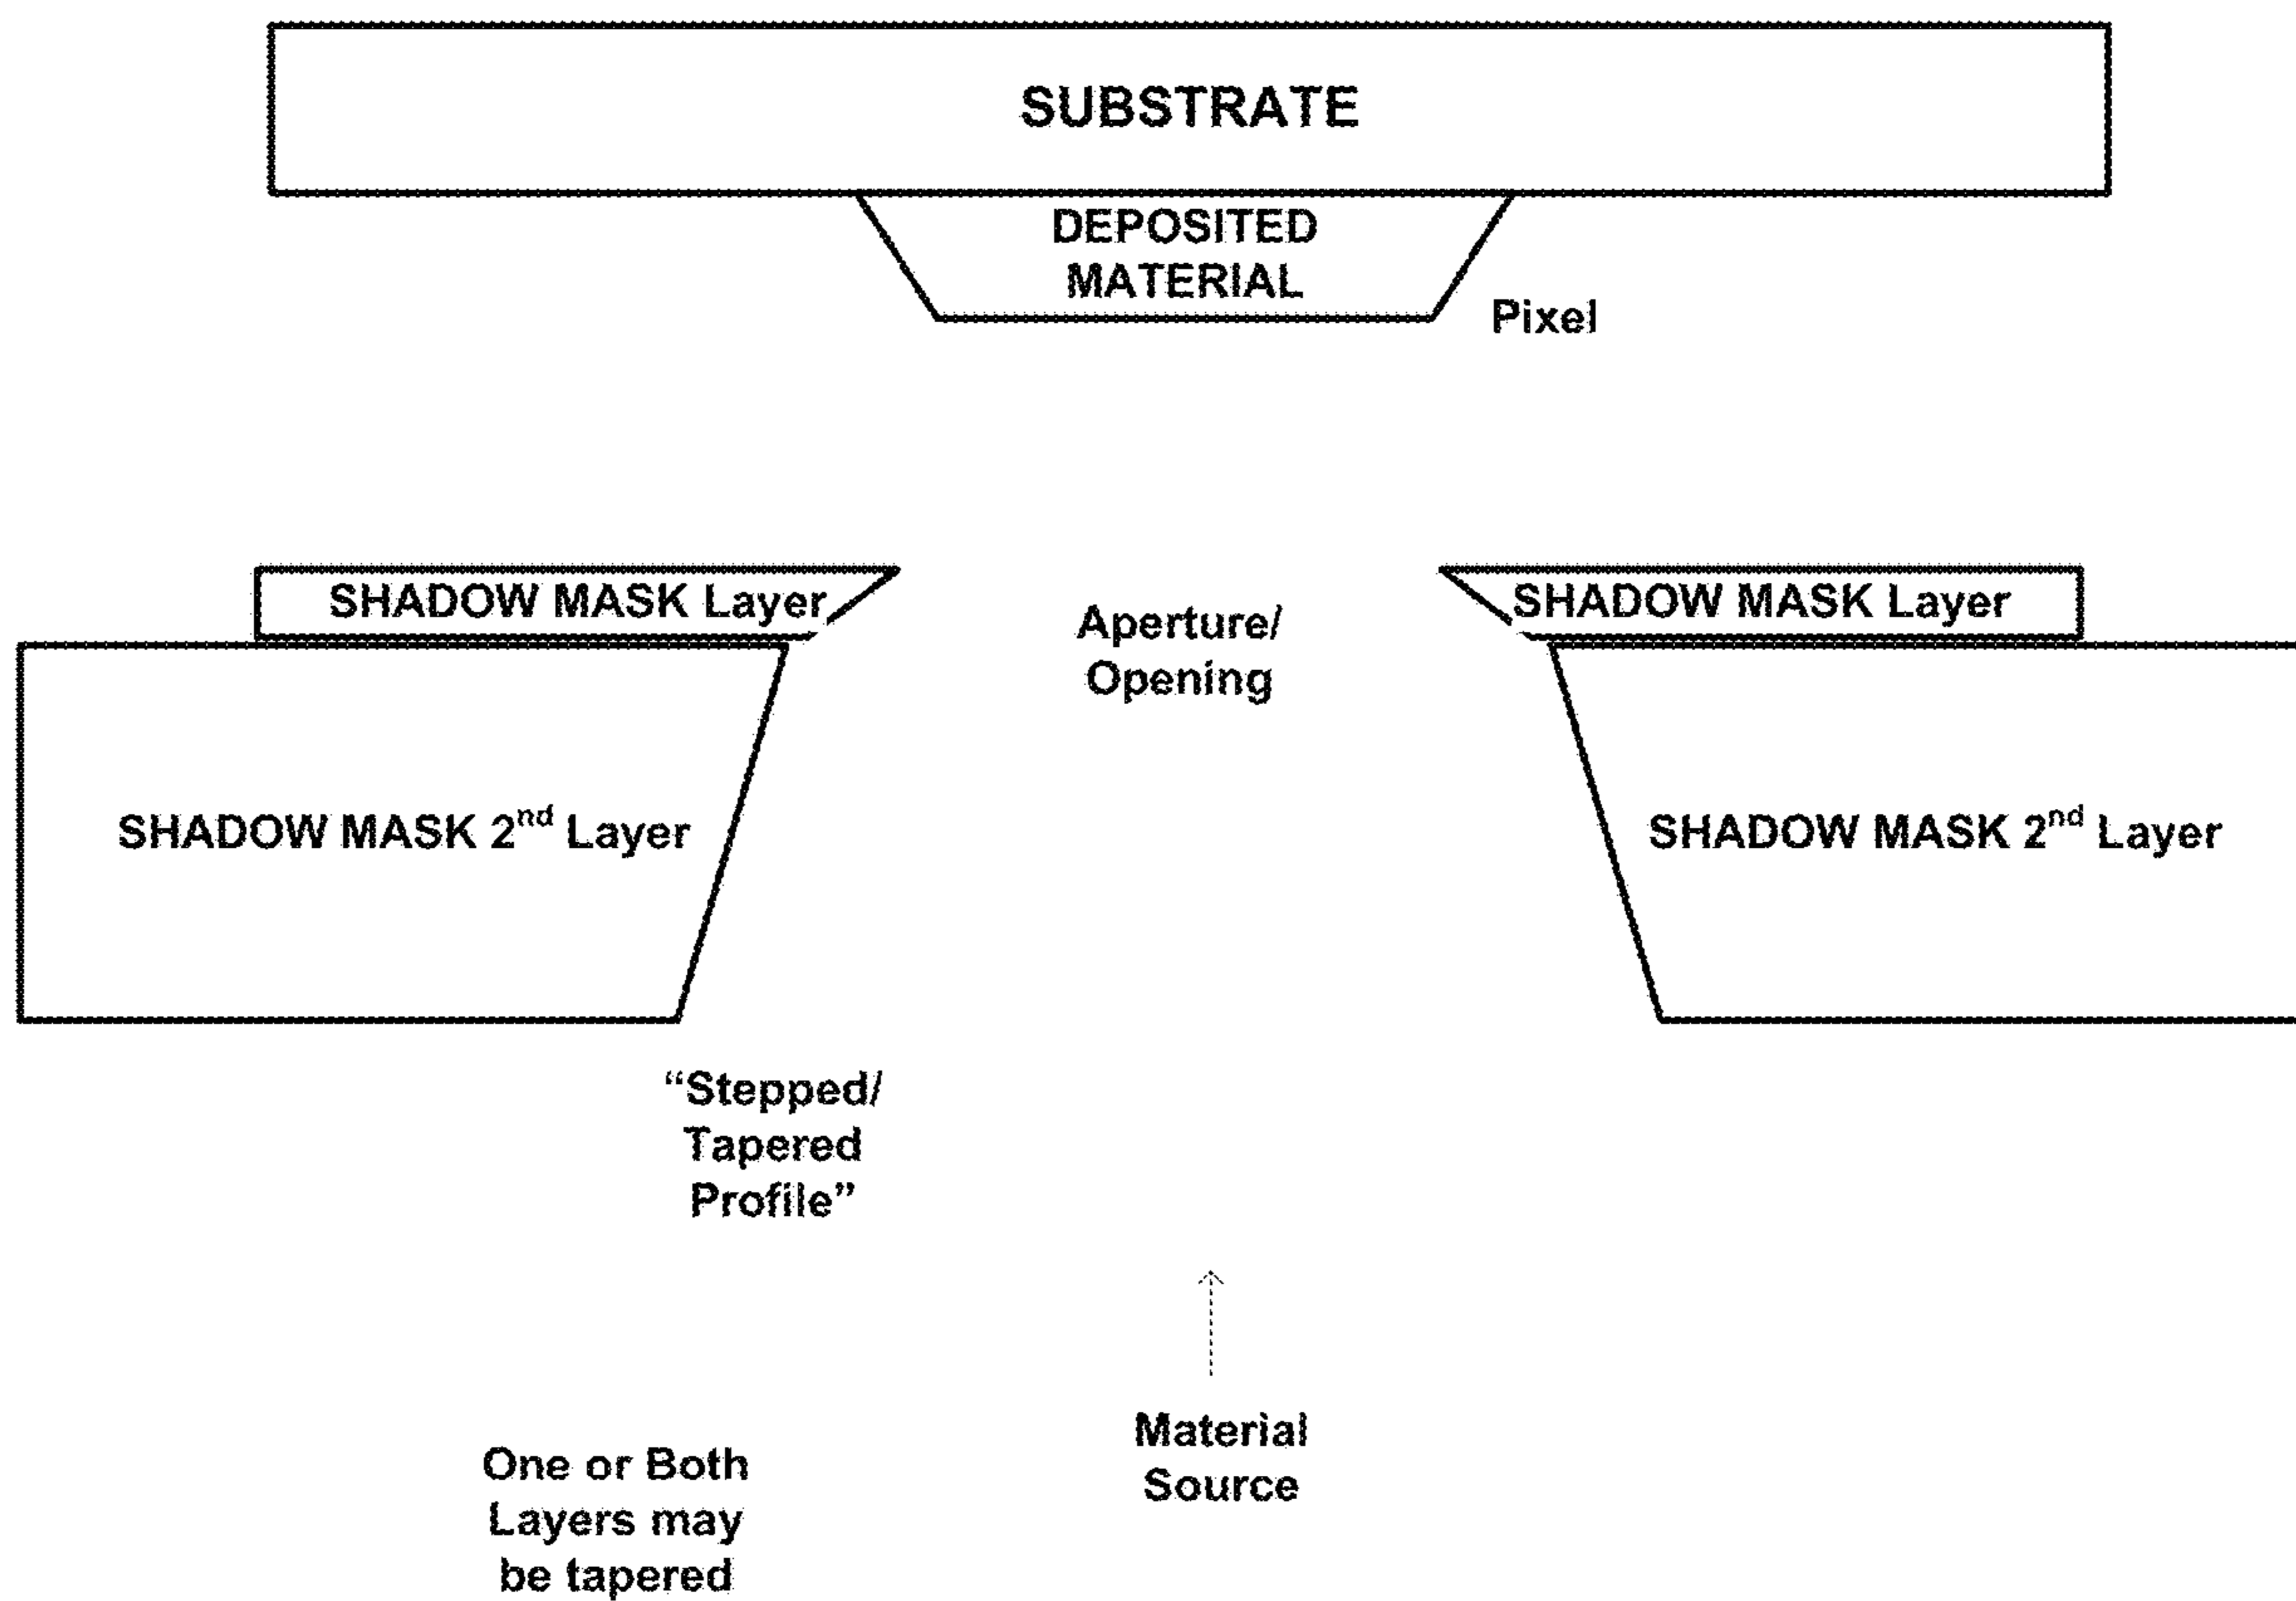 SUBSTRATE
DEPOSITED
MATERIAL
Pixel
SHADOW MASK Layer
Aperture/
Opening
SHADOW MASK Layer
SHADOW MASK 2nd Layer
SHADOW MASK 2nd Layer
“Stepped/
Tapered
Profile”
Material
Source
One or Both
Layers may
be tapered